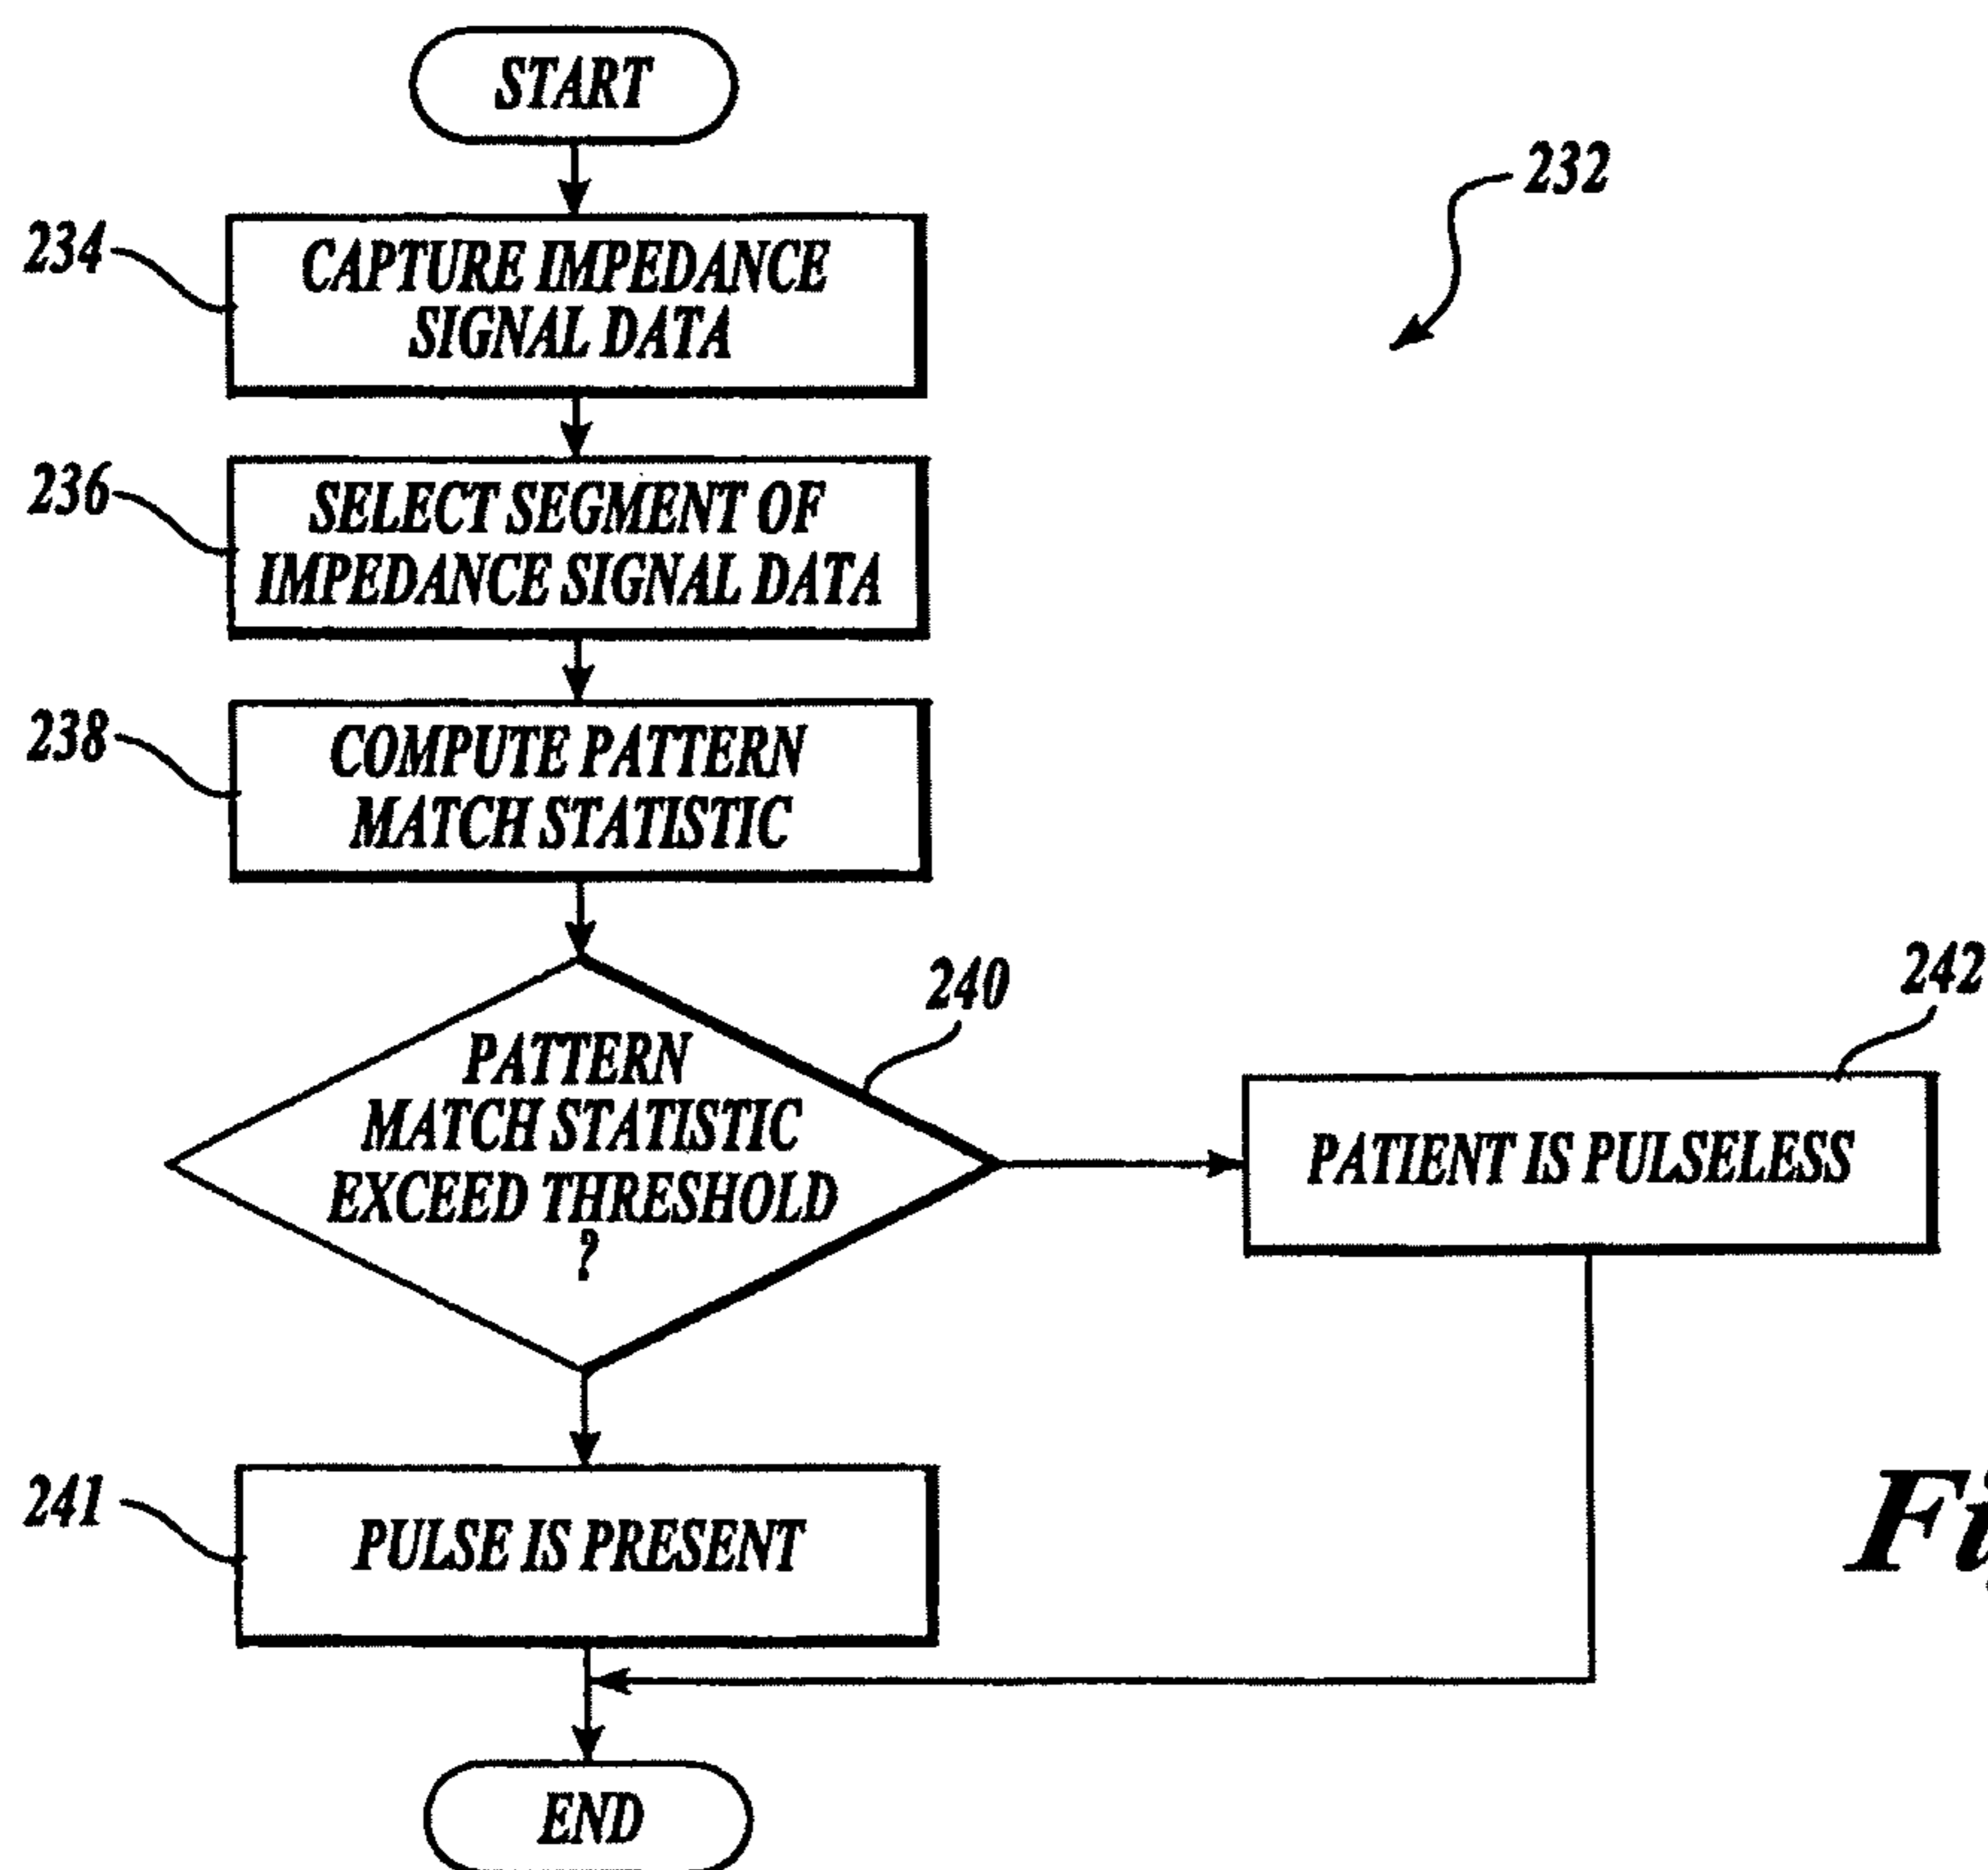 START
232
234
CAPTURE IMPEDANCE
SIGNAL DATA
236
SELECT SEGMENT OF
IMPEDANCE SIGNAL DATA
238
COMPUTE PATTERN
MATCH STATISTIC
240
PATTERN
MATCH STATISTIC
EXCEED THRESHOLD
?
242
PATIENT IS PULSELESS
241
PULSE IS PRESENT
END